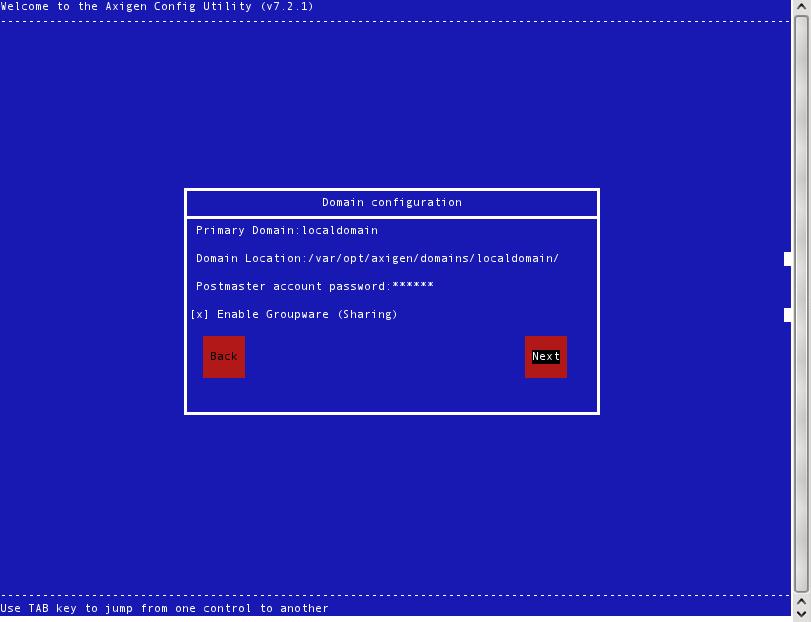 Welcome to the Axigen Config Utility (v7.2.1)
Domain configuration
Primary Domain:localdomain
Domain Location:/var/opt/axigen/domains/localdomain/
Postmaster account password:******
[x] Enable Groupware (Sharing)
Back Next
Use TAB key to jump from one control to another